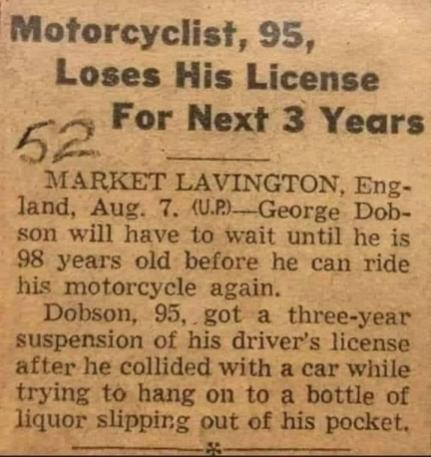 Motorcyclist, 95,
Loses His License
For Next 3 Years
52
MARKET LAVINGTON, Eng-
land, Aug. 7. (U.P.)—George Dob-
son will have to wait until he is
98 years old before he can ride
his motorcycle again.
Dobson, 95, got a three-year
suspension of his driver's license
after he collided with a car while
trying to hang on to a bottle of
liquor slipping out of his pocket.